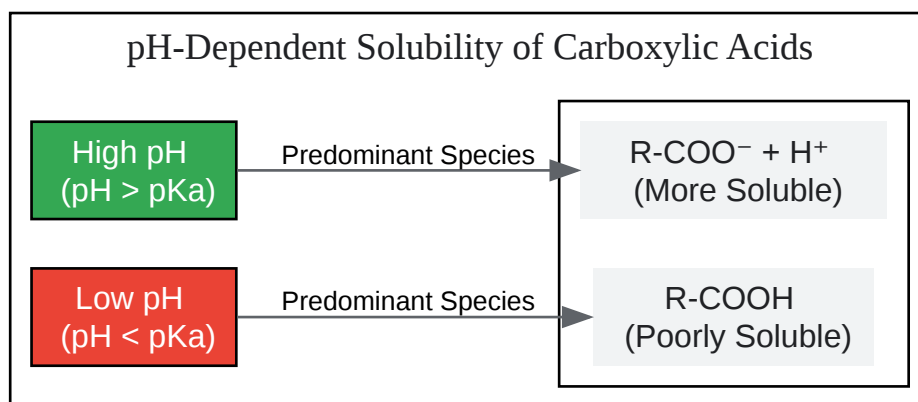 pH-Dependent Solubility of Carboxylic Acids
High pH
(pH > pKa)
Predominant Species
R-COO⁻ + H⁺
(More Soluble)
Low pH
(pH < pKa)
Predominant Species
R-COOH
(Poorly Soluble)